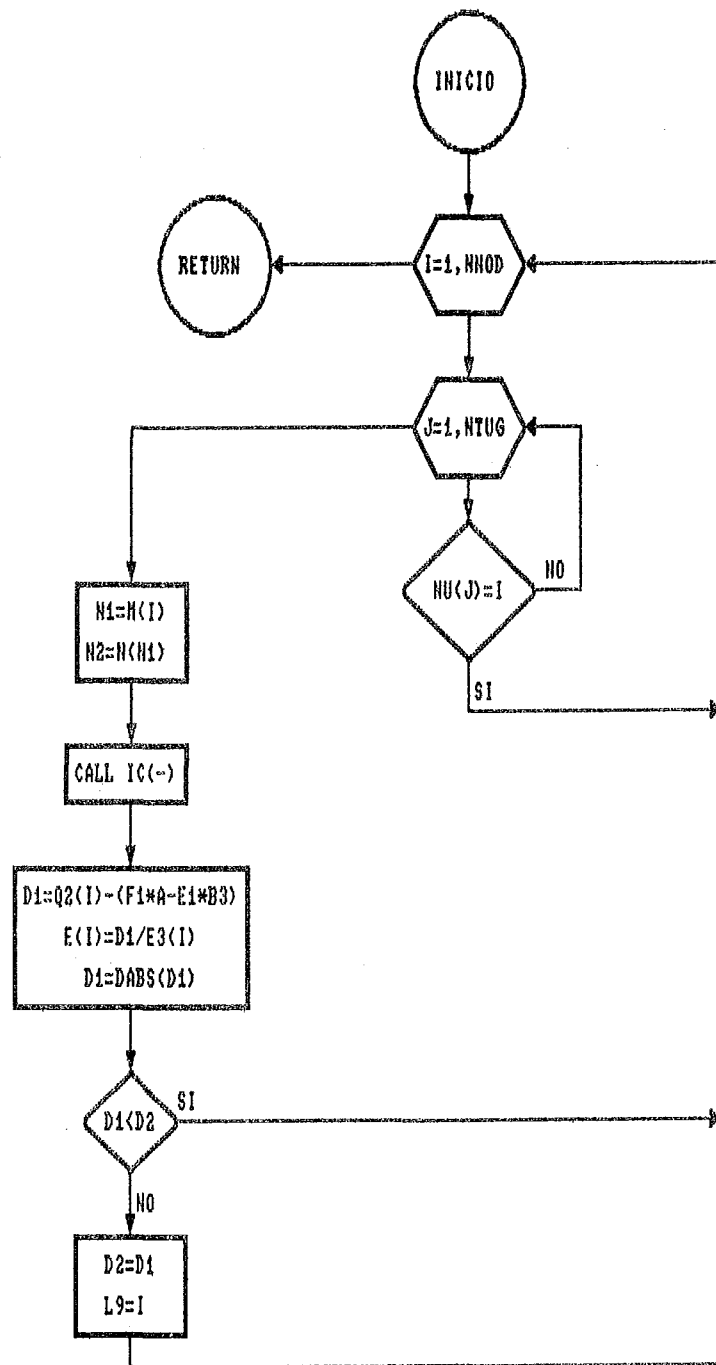 INICIO
RETURN
I=1,NNOD
J=1,NTUG
NU(J)=I
NO
SI
N1=M(I)
N2=N(N1)
CALL IC(-)
D1=Q2(I)-(F1*A-E1*B3)
E(I)=D1/E3(I)
D1=DABS(D1)
D1<D2
SI
NO
D2=D1
L9=I